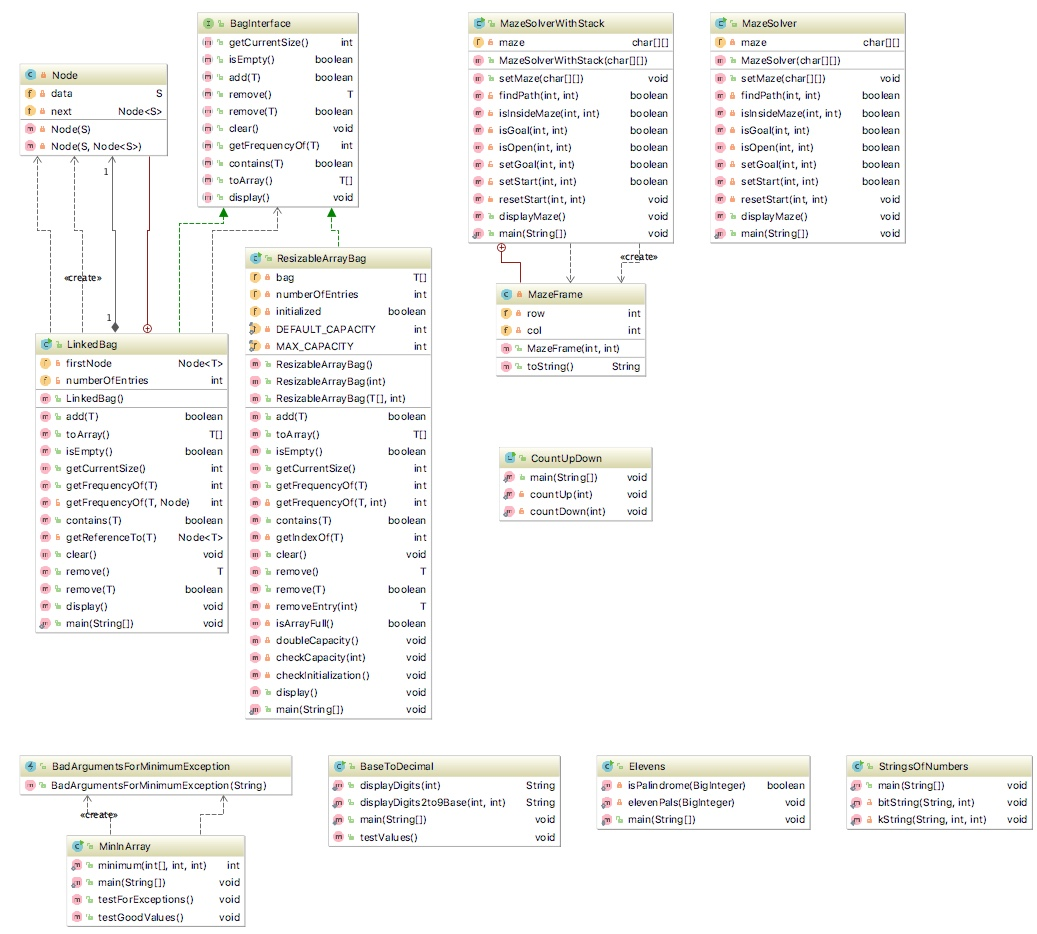 Node
data S
next Node<S>
Node(S)
Node(S, Node<S>)
BagInterface
getCurrentSize() int
isEmpty() boolean
add(T) boolean
remove() T
remove(T) boolean
clear() void
getFrequencyOf(T) int
contains(T) boolean
toArray() T[]
display() void
MazeSolverWithStack
maze char[][]
MazeSolverWithStack(char[][])
setMaze(char[][]) void
findPath(int, int) boolean
isInsideMaze(int, int) boolean
isGoal(int, int) boolean
isOpen(int, int) boolean
setGoal(int, int) boolean
setStart(int, int) boolean
resetStart(int, int) void
displayMaze() void
main(String[]) void
MazeSolver
maze char[][]
MazeSolver(char[][])
setMaze(char[][]) void
findPath(int, int) boolean
isInsideMaze(int, int) boolean
isGoal(int, int) boolean
isOpen(int, int) boolean
setGoal(int, int) boolean
setStart(int, int) boolean
resetStart(int, int) void
displayMaze() void
main(String[]) void
1
«create»
1
«create»
LinkedBag
firstNode Node<T>
numberOfEntries int
LinkedBag()
add(T) boolean
toArray() T[]
isEmpty() boolean
getCurrentSize() int
getFrequencyOf(T) int
getFrequencyOf(T, Node) int
contains(T) boolean
getReferenceTo(T) Node<T>
clear() void
remove() T
remove(T) boolean
display() void
main(String[]) void
ResizableArrayBag
bag T[]
numberOfEntries int
initialized boolean
DEFAULT_CAPACITY int
MAX_CAPACITY int
ResizableArrayBag()
ResizableArrayBag(int)
ResizableArrayBag(T[], int)
add(T) boolean
toArray() T[]
isEmpty() boolean
getCurrentSize() int
getFrequencyOf(T) int
getFrequencyOf(T, int) int
contains(T) boolean
getIndexOf(T) int
clear() void
remove() T
remove(T) boolean
removeEntry(int) T
isArrayFull() boolean
doubleCapacity() void
checkCapacity(int) void
checkInitialization() void
display() void
main(String[]) void
MazeFrame
row int
col int
MazeFrame(int, int)
toString() String
CountUpDown
main(String[]) void
countUp(int) void
countDown(int) void
BadArgumentsForMinimumException
BadArgumentsForMinimumException(String)
«create»
MinInArray
minimum(int[], int, int) int
main(String[]) void
testForExceptions() void
testGoodValues() void
BaseToDecimal
displayDigits(int) String
displayDigits2to9Base(int, int) String
main(String[]) void
testValues() void
Elevens
isPalindrome(BigInteger) boolean
elevenPals(BigInteger) void
main(String[]) void
StringsOfNumbers
main(String[]) void
bitString(String, int) void
kString(String, int, int) void